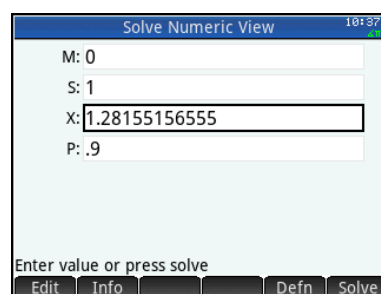 Solve Numeric View 10:37
M: 0
S: 1
X: 1.28155156555
P: .9
Enter value or press solve
Edit Info Defn Solve